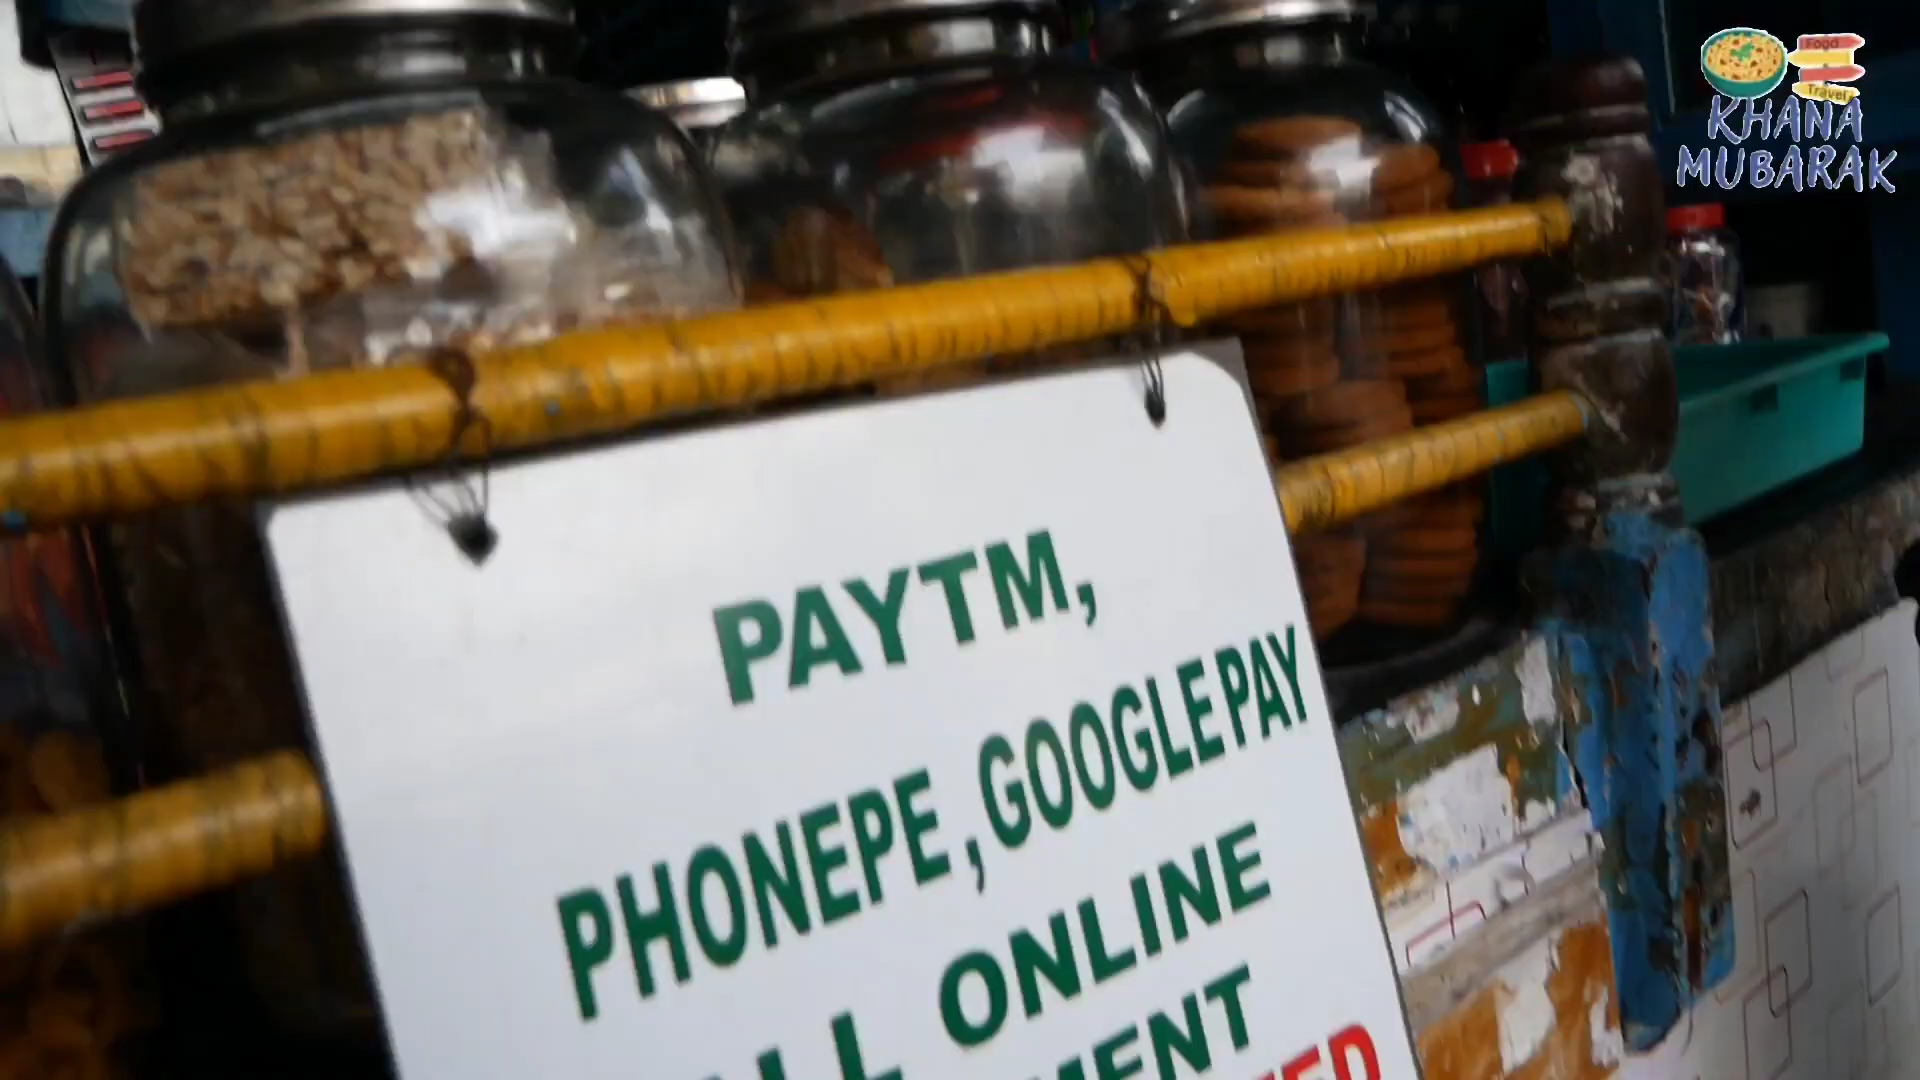 Food
&
Travel
KHANA
MUBARAK
PAYTM,
PHONEPE, GOOGLE PAY
ONLINE